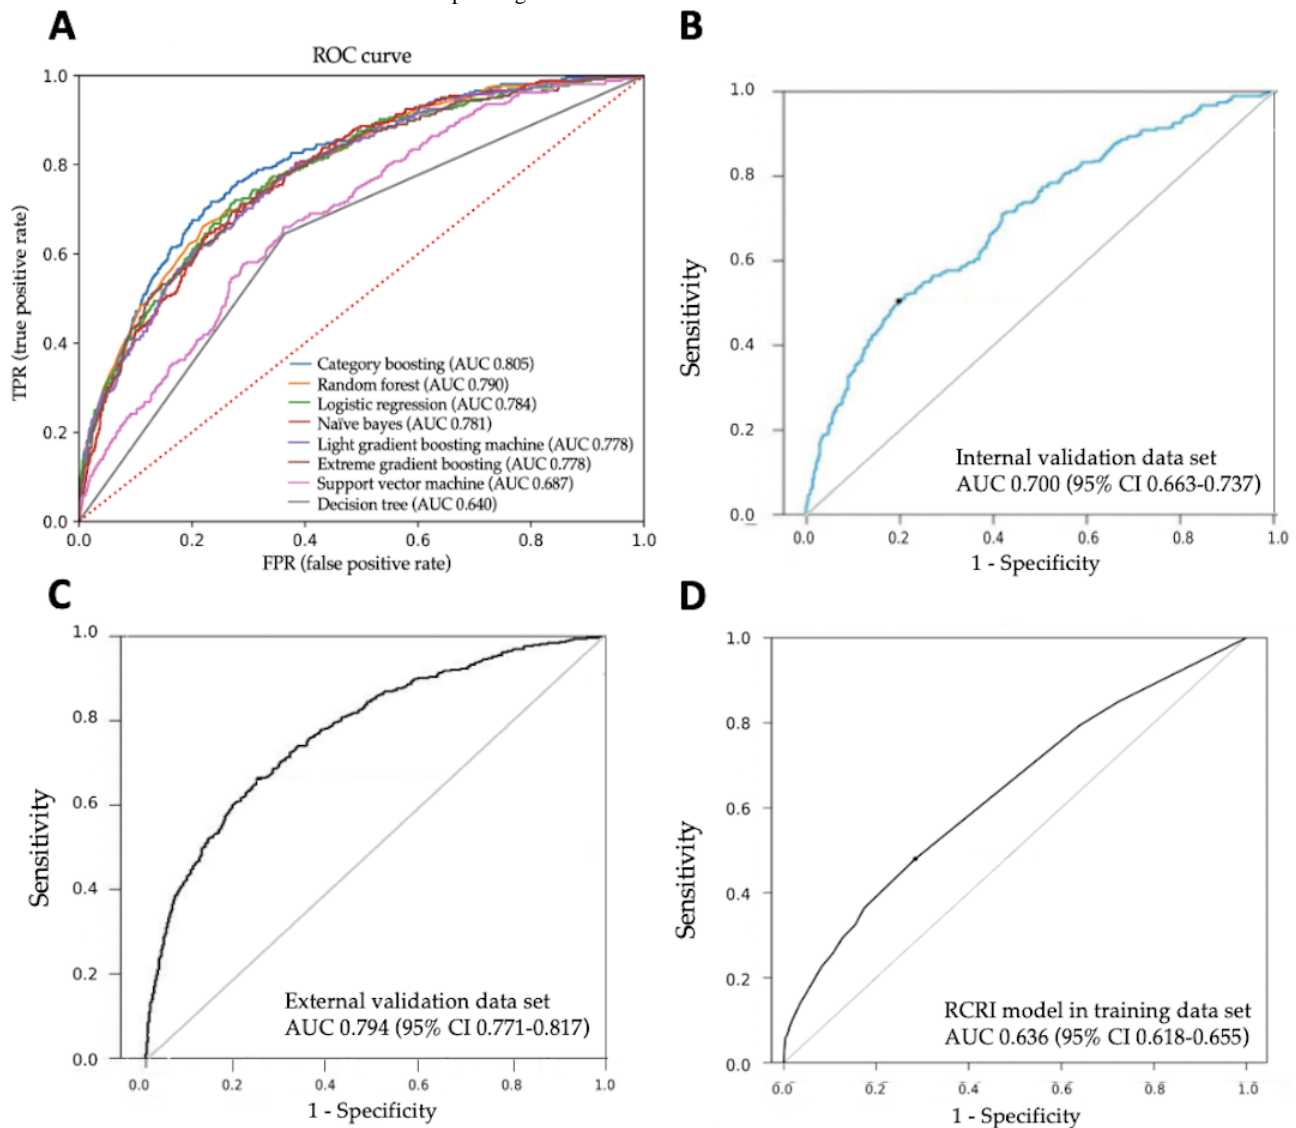 A
ROC curve
1.0
0.8
0.6
0.4
0.2
0.0
TPR (true positive rate)
Category boosting (AUC 0.805)
Random forest (AUC 0.790)
Logistic regression (AUC 0.784)
Naïve bayes (AUC 0.781)
Light gradient boosting machine (AUC 0.778)
Extreme gradient boosting (AUC 0.778)
Support vector machine (AUC 0.687)
Decision tree (AUC 0.640)
0.0 0.2 0.4 0.6 0.8 1.0
FPR (false positive rate)
B
1.0
0.8
0.6
0.4
0.2
0.0
Sensitivity
Internal validation data set
AUC 0.700 (95% CI 0.663-0.737)
0.0 0.2 0.4 0.6 0.8 1.0
1 - Specificity
C
1.0
0.8
0.6
0.4
0.2
0.0
Sensitivity
External validation data set
AUC 0.794 (95% CI 0.771-0.817)
0.0 0.2 0.4 0.6 0.8 1.0
1 - Specificity
D
1.0
0.8
0.6
0.4
0.2
0.0
Sensitivity
RCRI model in training data set
AUC 0.636 (95% CI 0.618-0.655)
0.0 0.2 0.4 0.6 0.8 1.0
1 - Specificity